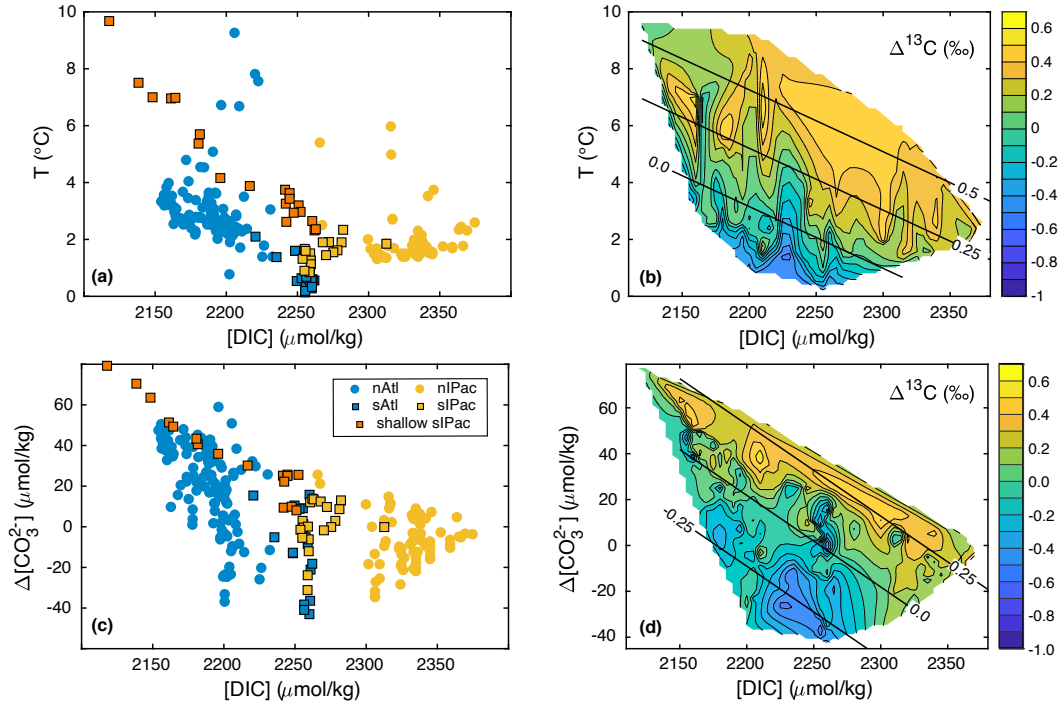 10
8
6
4
2
0
T (°C)
(a)
2150 2200 2250 2300 2350
[DIC] (μmol/kg)
10
8
6
4
2
0
T (°C)
Δ¹³C (‰)
0.0
0.5
0.25
(b)
2150 2200 2250 2300 2350
[DIC] (μmol/kg)
0.6
0.4
0.2
0
-0.2
-0.4
-0.6
-0.8
-1
60
40
20
0
-20
-40
Δ[CO₃²⁻] (μmol/kg)
nAtl nIPac
sAtl sIPac
shallow sIPac
(c)
2150 2200 2250 2300 2350
[DIC] (μmol/kg)
60
40
20
0
-20
-40
Δ[CO₃²⁻] (μmol/kg)
Δ¹³C (‰)
-0.25
0.25
0.0
(d)
2150 2200 2250 2300 2350
[DIC] (μmol/kg)
0.6
0.4
0.2
0
-0.2
-0.4
-0.6
-0.8
-1.0